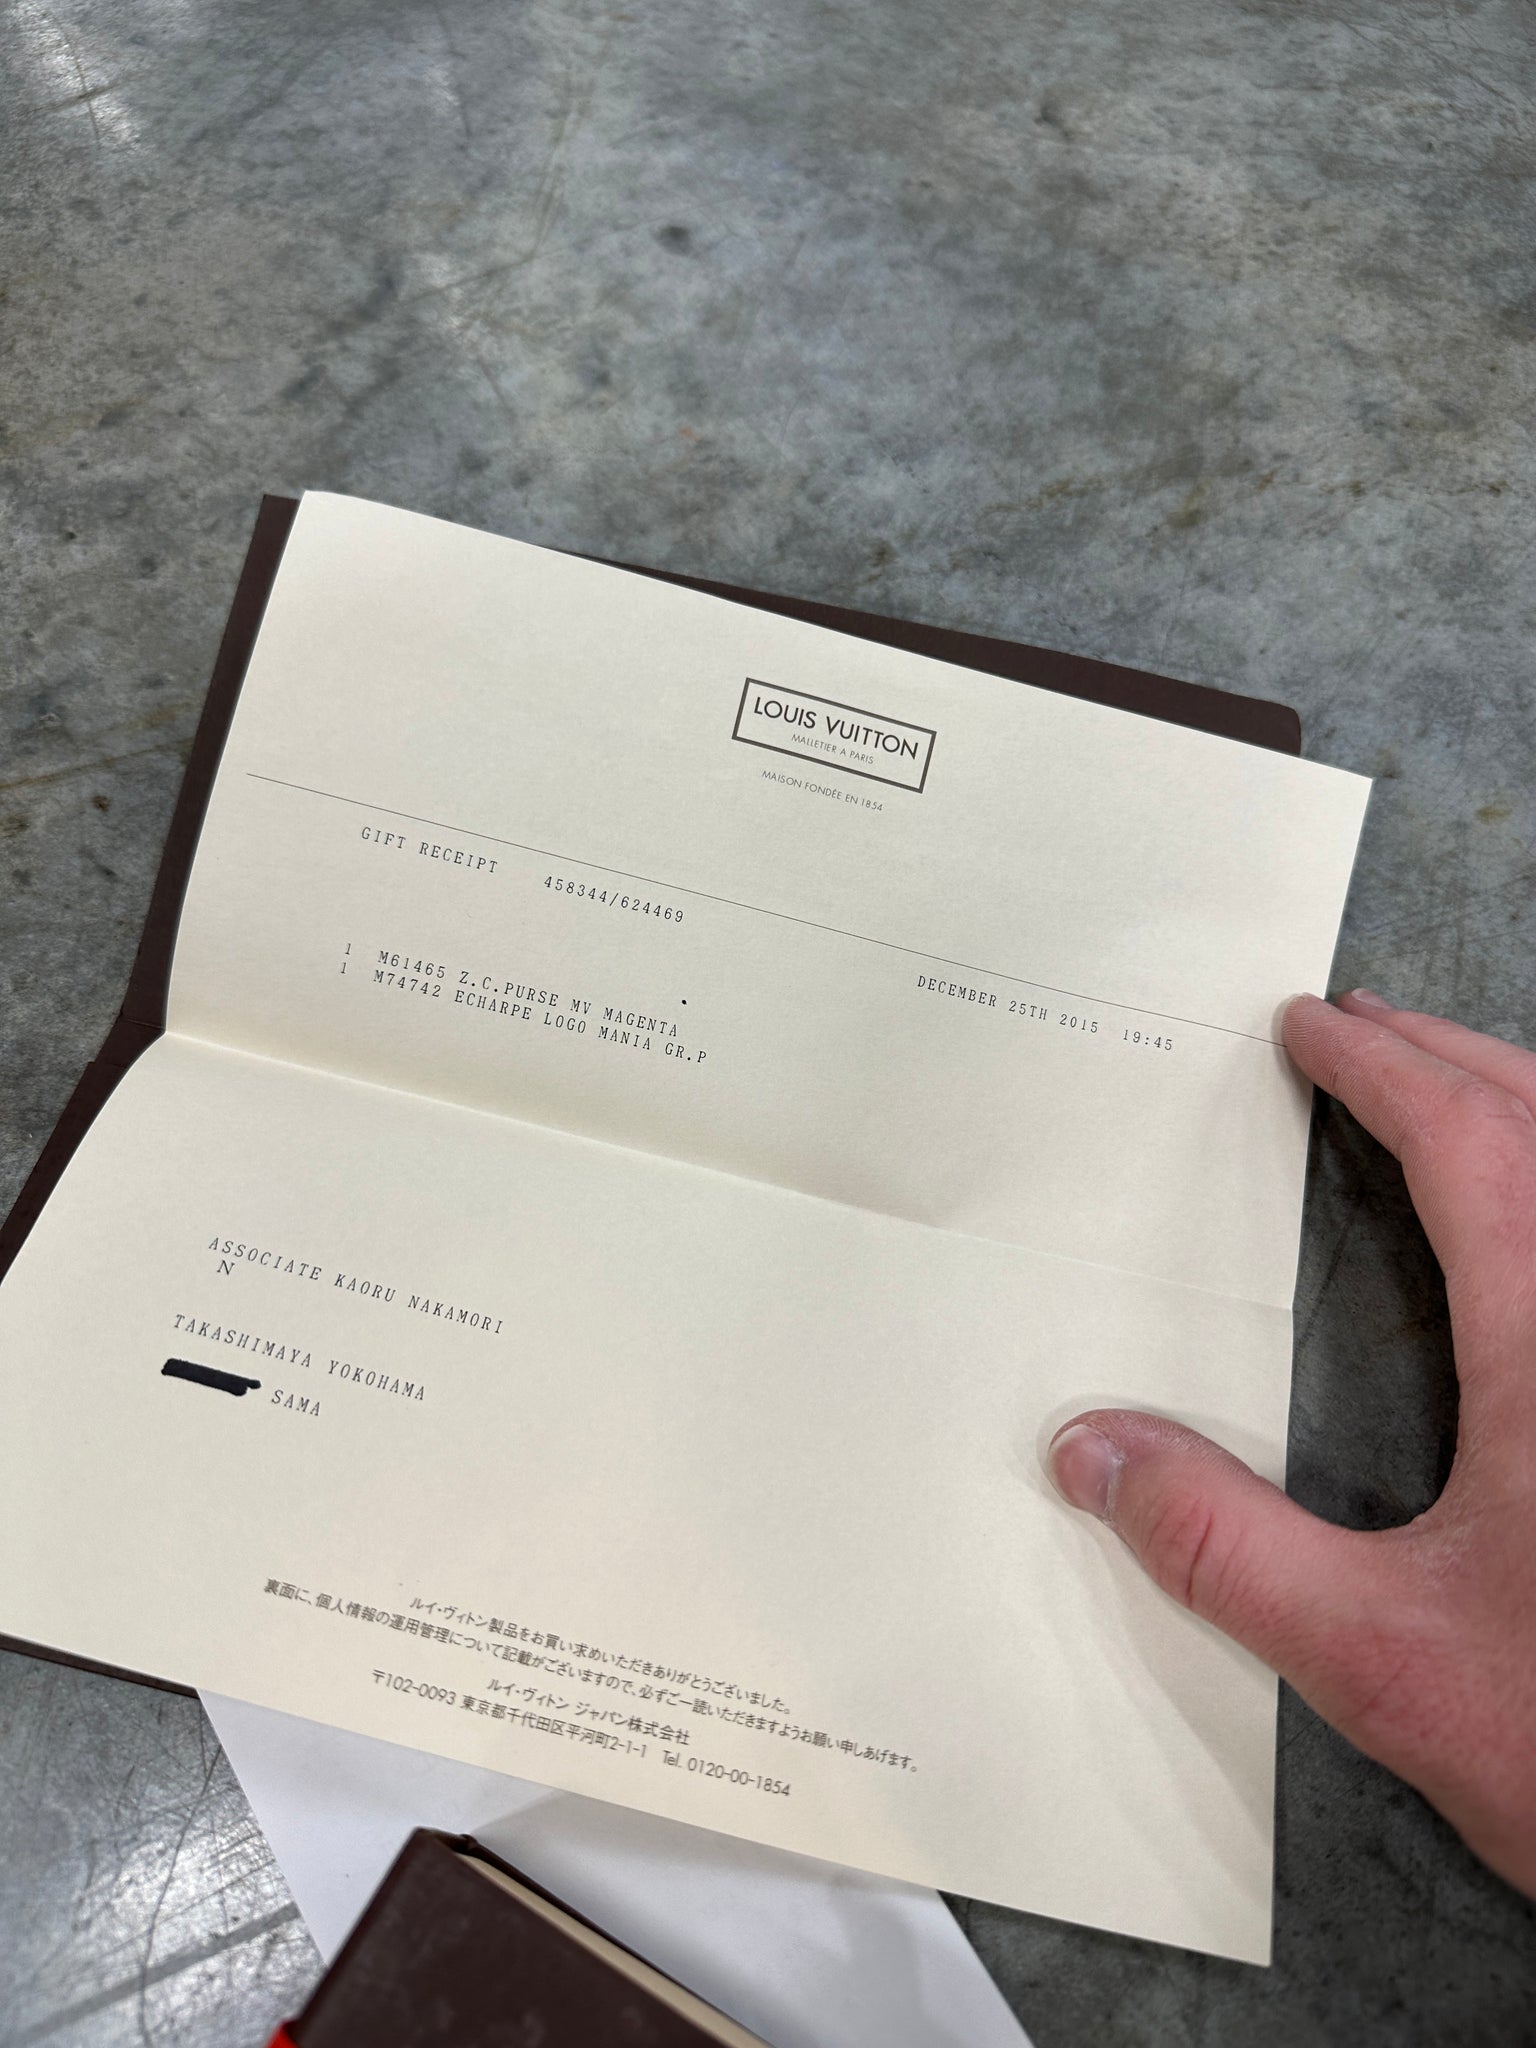 LOUIS VUITTON
MALLETIER A PARIS
MAISON FONDÉE EN 1854
GIFT RECEIPT 458344/624469
DECEMBER 25TH 2015 19:45
1 M61465 Z.C.PURSE MV MAGENTA
1 M74742 ECHARPE LOGO MANIA GR.P
ASSOCIATE KAORU NAKAMORI
N
TAKASHIMAYA YOKOHAMA
SAMA
ルイ・ヴィトン製品をお買い求めいただきありがとうございました。
裏面に、個人情報の運用管理について記載がございますので、必ずご一読いただきますようお願い申しあげます。
ルイ・ヴィトン ジャパン株式会社
〒102-0093 東京都千代田区平河町2-1-1 Tel. 0120-00-1854